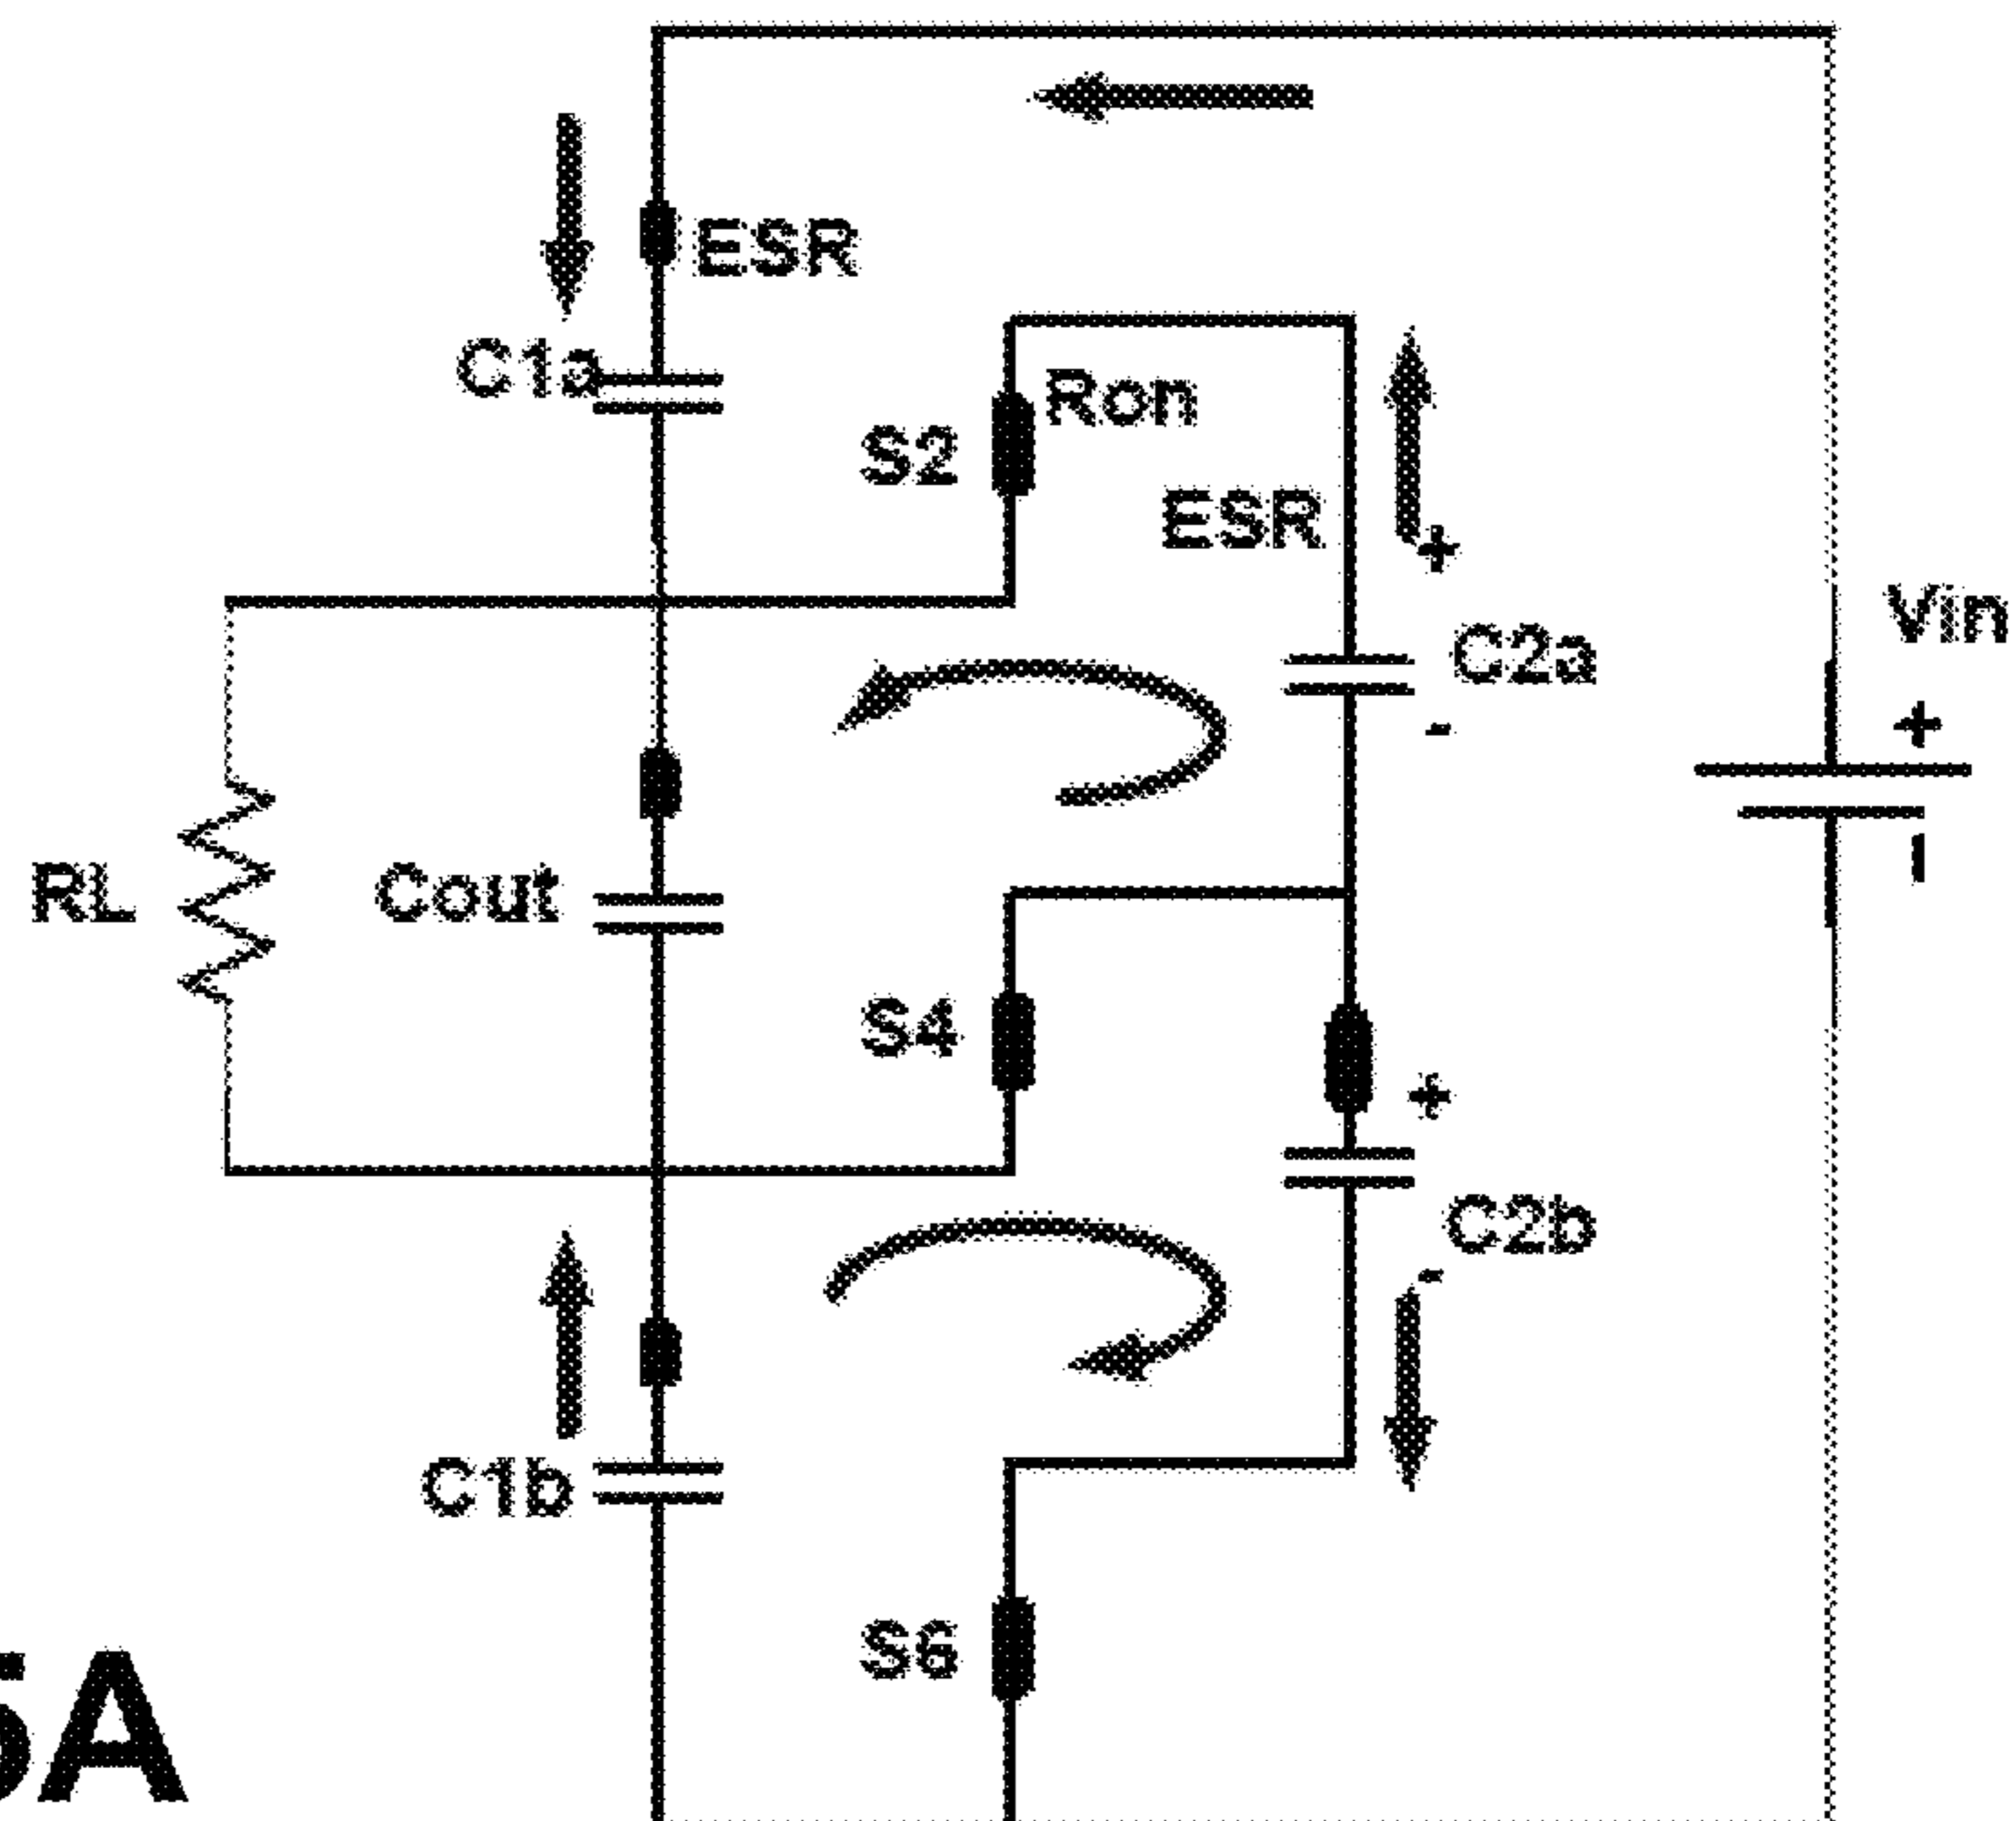 ESR
C1a
Ron
S2
ESR
+
Vin
C2a
+
-
-
RL
Cout
S4
+
C2b
-
C1b
S6
5A